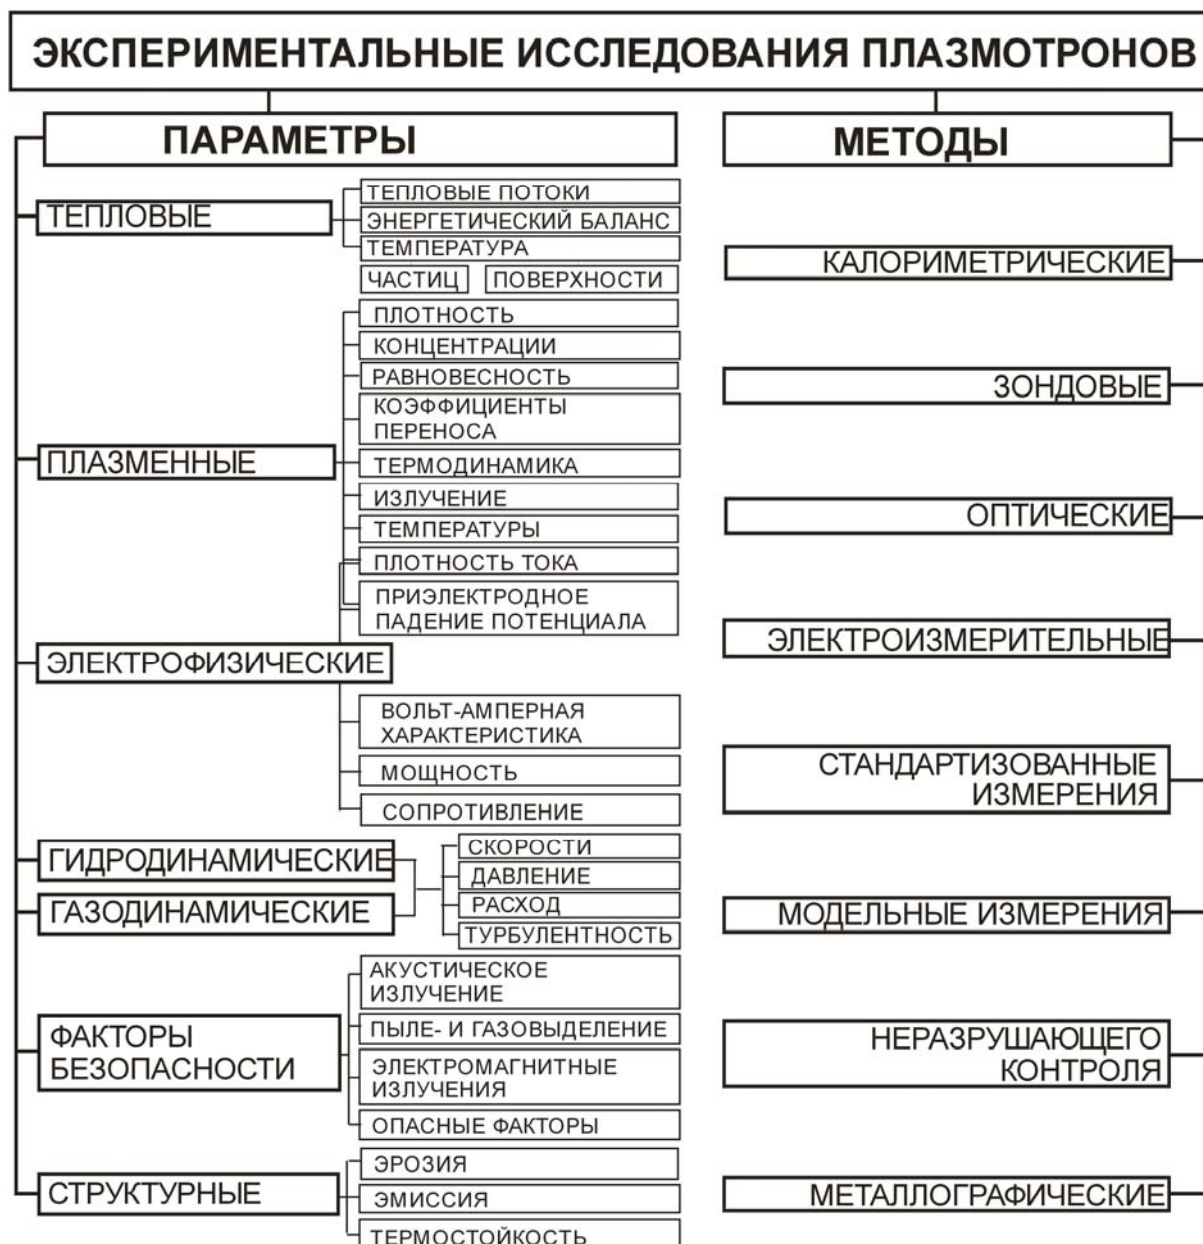 ЭКСПЕРИМЕНТАЛЬНЫЕ ИССЛЕДОВАНИЯ ПЛАЗМОТРОНОВ
ПАРАМЕТРЫ
ТЕПЛОВЫЕ
ТЕПЛОВЫЕ ПОТОКИ
ЭНЕРГЕТИЧЕСКИЙ БАЛАНС
ТЕМПЕРАТУРА
ЧАСТИЦ
ПОВЕРХНОСТИ
ПЛАЗМЕННЫЕ
ПЛОТНОСТЬ
КОНЦЕНТРАЦИИ
РАВНОВЕСНОСТЬ
КОЭФФИЦИЕНТЫ
ПЕРЕНОСА
ТЕРМОДИНАМИКА
ИЗЛУЧЕНИЕ
ТЕМПЕРАТУРЫ
ПЛОТНОСТЬ ТОКА
ПРИЭЛЕКТРОДНОЕ
ПАДЕНИЕ ПОТЕНЦИАЛА
ЭЛЕКТРОФИЗИЧЕСКИЕ
ВОЛЬТ-АМПЕРНАЯ
ХАРАКТЕРИСТИКА
МОЩНОСТЬ
СОПРОТИВЛЕНИЕ
ГИДРОДИНАМИЧЕСКИЕ
ГАЗОДИНАМИЧЕСКИЕ
СКОРОСТИ
ДАВЛЕНИЕ
РАСХОД
ТУРБУЛЕНТНОСТЬ
ФАКТОРЫ
БЕЗОПАСНОСТИ
АКУСТИЧЕСКОЕ
ИЗЛУЧЕНИЕ
ПЫЛЕ- И ГАЗОВЫДЕЛЕНИЕ
ЭЛЕКТРОМАГНИТНЫЕ
ИЗЛУЧЕНИЯ
ОПАСНЫЕ ФАКТОРЫ
СТРУКТУРНЫЕ
ЭРОЗИЯ
ЭМИССИЯ
ТЕРМОСТОЙКОСТЬ
МЕТОДЫ
КАЛОРИМЕТРИЧЕСКИЕ
ЗОНДОВЫЕ
ОПТИЧЕСКИЕ
ЭЛЕКТРОИЗМЕРИТЕЛЬНЫЕ
СТАНДАРТИЗОВАННЫЕ
ИЗМЕРЕНИЯ
МОДЕЛЬНЫЕ ИЗМЕРЕНИЯ
НЕРАЗРУШАЮЩЕГО
КОНТРОЛЯ
МЕТАЛЛОГРАФИЧЕСКИЕ